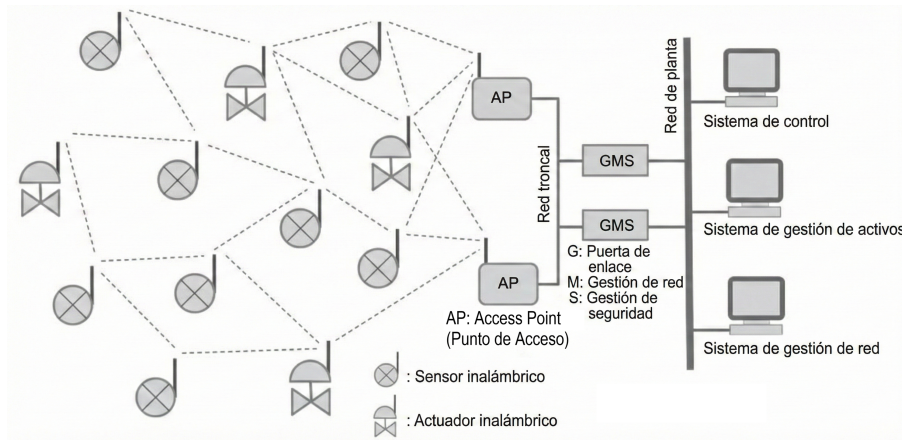 AP
Red troncal
GMS
Red de planta
Sistema de control
GMS
Sistema de gestión de activos
G: Puerta de
enlace
M: Gestión de red
S: Gestión de
seguridad
AP
AP: Access Point
(Punto de Acceso)
Sistema de gestión de red
: Sensor inalámbrico
: Actuador inalámbrico